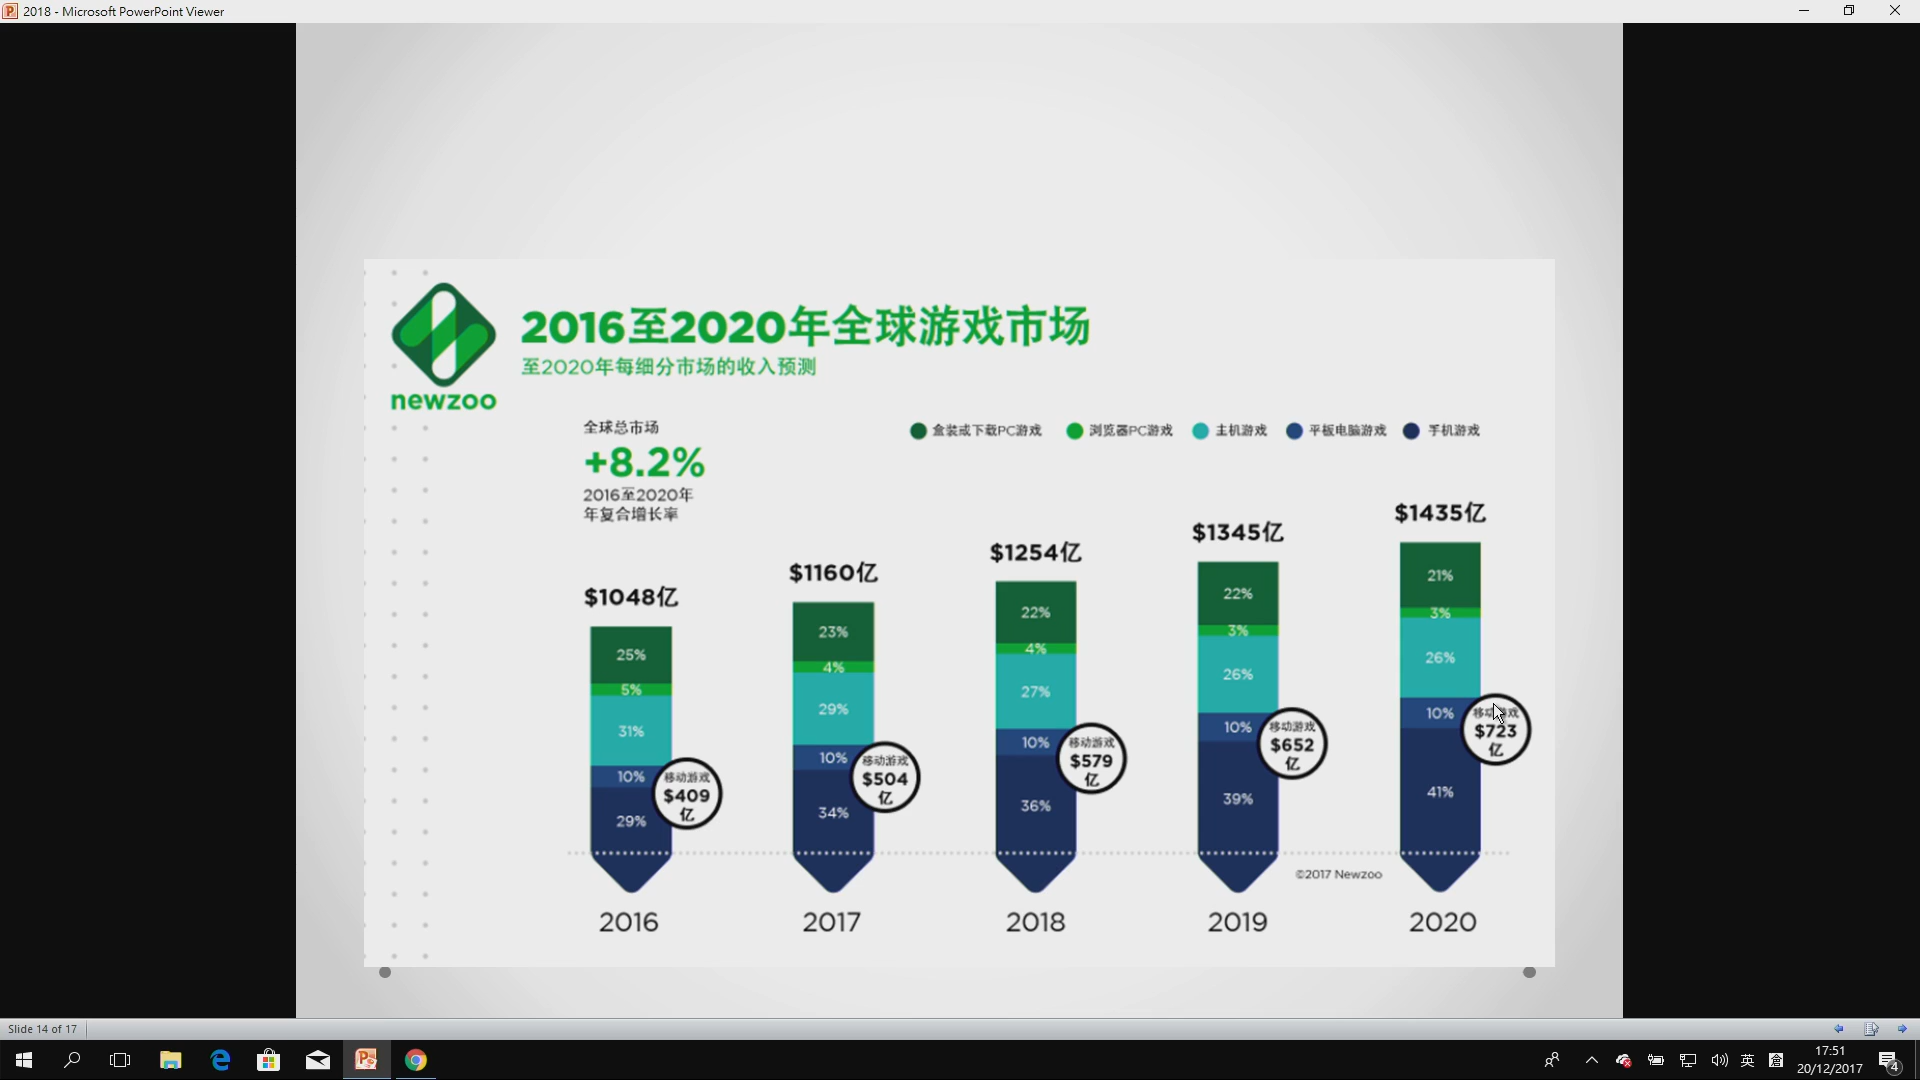 2018 - Microsoft PowerPoint Viewer
newzoo
2016至2020年全球游戏市场
至2020年每细分市场的收入预测
全球总市场
+8.2%
2016至2020年
年复合增长率
盒装或下载PC游戏
浏览器PC游戏
主机游戏
平板电脑游戏
手机游戏
$1048亿
25%
5%
31%
10%
29%
移动游戏
$409
亿
2016
$1160亿
23%
4%
29%
10%
34%
移动游戏
$504
亿
2017
$1254亿
22%
4%
27%
10%
36%
移动游戏
$579
亿
2018
$1345亿
22%
3%
26%
10%
39%
移动游戏
$652
亿
2019
$1435亿
21%
3%
26%
10%
41%
移动游戏
$723
亿
2020
©2017 Newzoo
Slide 14 of 17
英
倉
17:51
20/12/2017
4